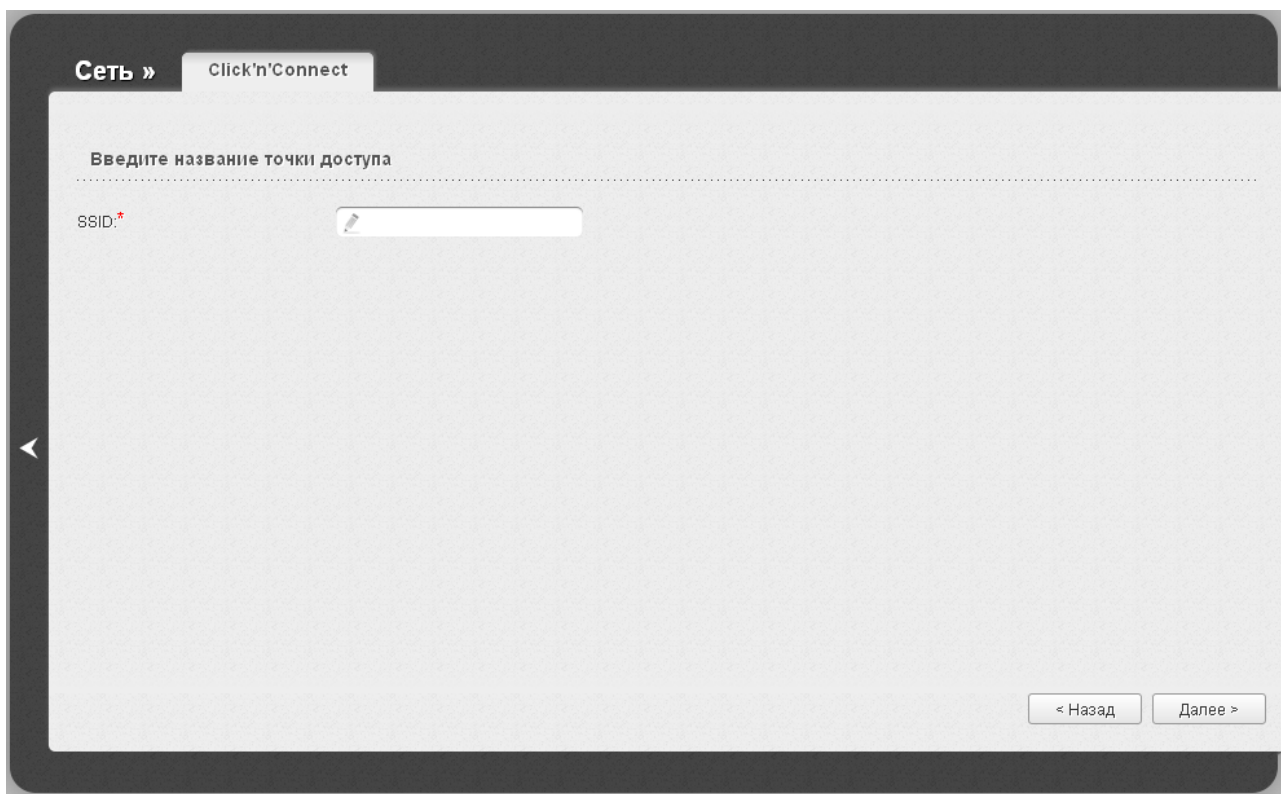 Сеть »
Click'n'Connect
Введите название точки доступа
SSID:*
< Назад
Далее >